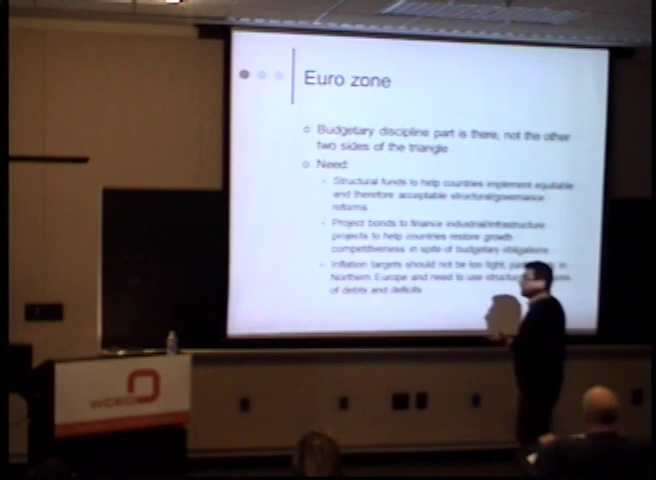 Euro zone
Budgetary discipline part is there, not the other
two sides of the triangle
Need:
Structural funds to help countries implement equitable
and therefore acceptable structural/governance
reforms
Project bonds to finance industrial/infrastructure
projects to help countries restore growth
competitiveness in spite of budgetary obligations
Inflation targets should not be too tight, in
Northern Europe and need to use
of debts and deficits